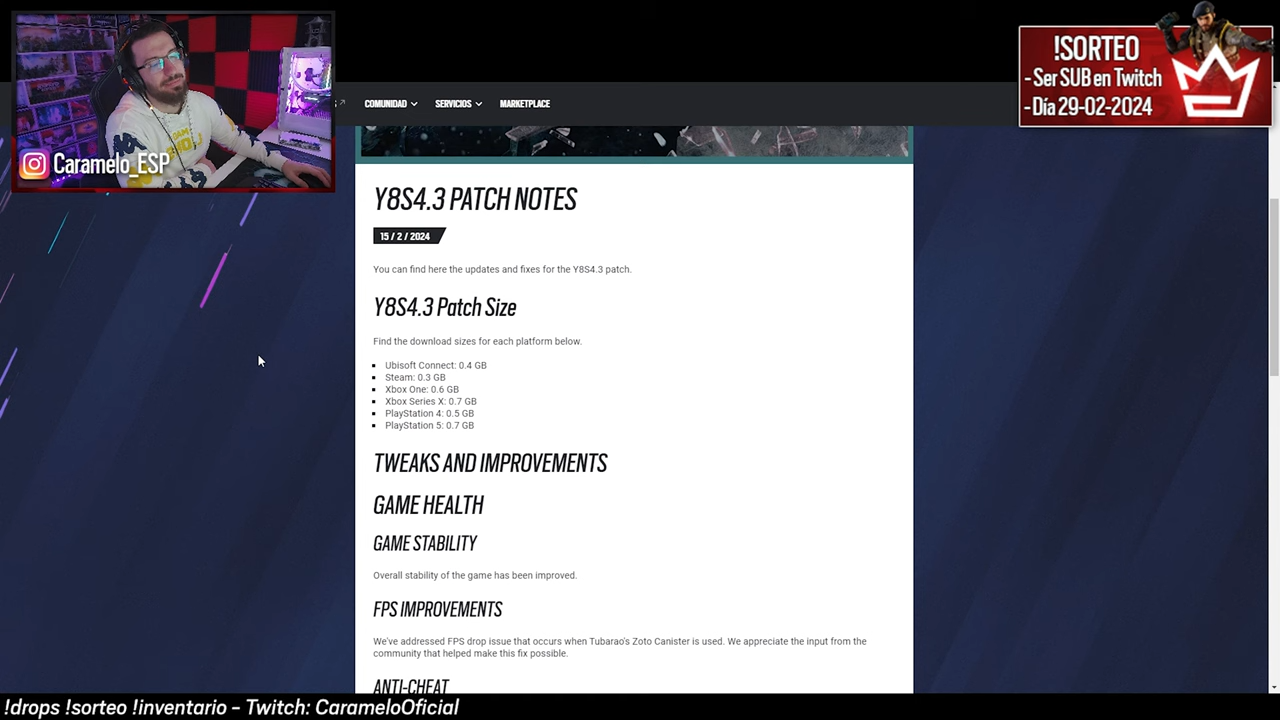 !SORTEO
- Ser SUB en Twitch
- Día 29-02-2024
COMUNIDAD
SERVICIOS
MARKETPLACE
Caramelo_ESP
Y8S4.3 PATCH NOTES
15 / 2 / 2024
You can find here the updates and fixes for the Y8S4.3 patch.
Y8S4.3 Patch Size
Find the download sizes for each platform below.
Ubisoft Connect: 0.4 GB
Steam: 0.3 GB
Xbox One: 0.6 GB
Xbox Series X: 0.7 GB
PlayStation 4: 0.5 GB
PlayStation 5: 0.7 GB
TWEAKS AND IMPROVEMENTS
GAME HEALTH
GAME STABILITY
Overall stability of the game has been improved.
FPS IMPROVEMENTS
We've addressed FPS drop issue that occurs when Tubarao's Zoto Canister is used. We appreciate the input from the
community that helped make this fix possible.
ANTI-CHEAT
!drops !sorteo !inventario - Twitch: CarameloOficial